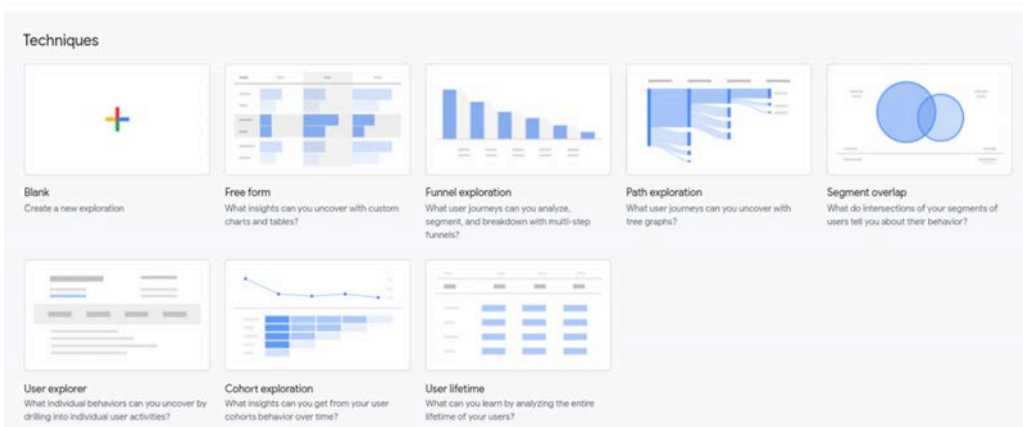 Techniques
Blank
Create a new exploration
Free form
What insights can you uncover with custom
charts and tables?
Funnel exploration
What user journeys can you analyze,
segment, and breakdown with multi-step
funnels?
Path exploration
What user journeys can you uncover with
tree graphs?
Segment overlap
What do intersections of your segments of
users tell you about their behavior?
User explorer
What individual behaviors can you uncover by
drilling into individual user activities?
Cohort exploration
What insights can you get from your user
cohorts behavior over time?
User lifetime
What can you learn by analyzing the entire
lifetime of your users?